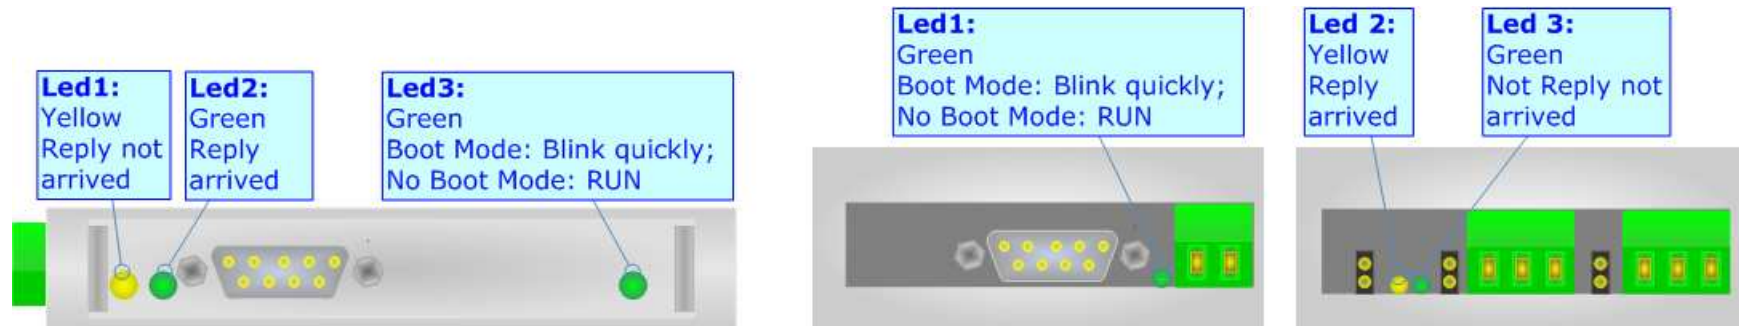 Led1:
Yellow
Reply not
arrived
Led2:
Green
Reply
arrived
Led3:
Green
Boot Mode: Blink quickly;
No Boot Mode: RUN
Led1:
Green
Boot Mode: Blink quickly;
No Boot Mode: RUN
Led 2:
Yellow
Reply
arrived
Led 3:
Green
Not Reply not
arrived